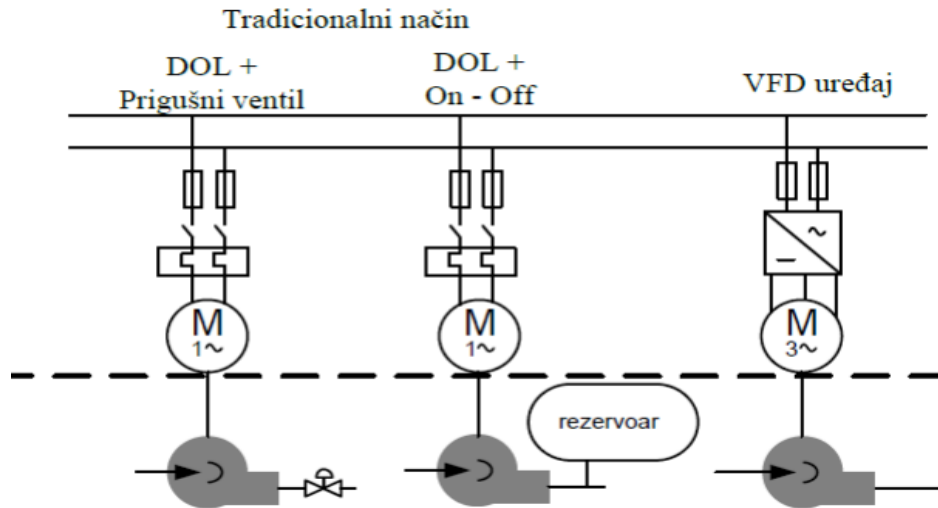 Tradicionalni način
DOL +
Prigušni ventil
DOL +
On - Off
VFD uređaj
~
M
1~
M
1~
M
3~
rezervoar